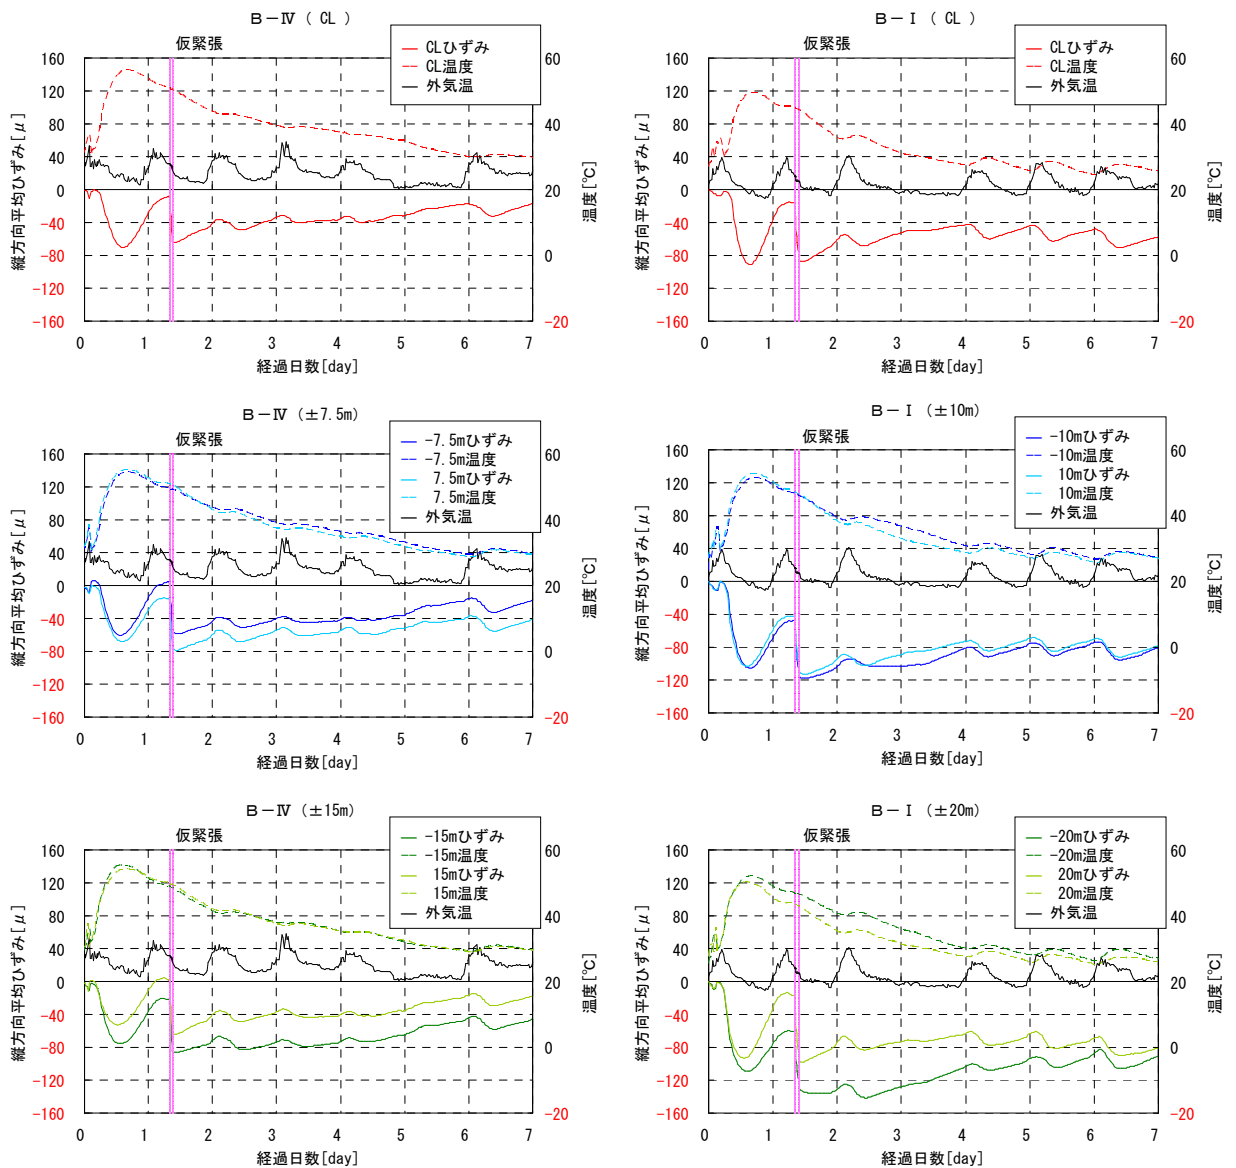 B－Ⅳ ( CL )
仮緊張
CLひずみ
CL温度
外気温
160
120
80
40
0
-40
-80
-120
-160
60
40
20
0
-20
縦方向平均ひずみ[μ]
温度[℃]
0 1 2 3 4 5 6 7
経過日数[day]
B－Ⅰ ( CL )
仮緊張
CLひずみ
CL温度
外気温
160
120
80
40
0
-40
-80
-120
-160
60
40
20
0
-20
縦方向平均ひずみ[μ]
温度[℃]
0 1 2 3 4 5 6 7
経過日数[day]
B－Ⅳ (±7.5m)
仮緊張
-7.5mひずみ
-7.5m温度
7.5mひずみ
7.5m温度
外気温
160
120
80
40
0
-40
-80
-120
-160
60
40
20
0
-20
縦方向平均ひずみ[μ]
温度[℃]
0 1 2 3 4 5 6 7
経過日数[day]
B－Ⅰ (±10m)
仮緊張
-10mひずみ
-10m温度
10mひずみ
10m温度
外気温
160
120
80
40
0
-40
-80
-120
-160
60
40
20
0
-20
縦方向平均ひずみ[μ]
温度[℃]
0 1 2 3 4 5 6 7
経過日数[day]
B－Ⅳ (±15m)
仮緊張
-15mひずみ
-15m温度
15mひずみ
15m温度
外気温
160
120
80
40
0
-40
-80
-120
-160
60
40
20
0
-20
縦方向平均ひずみ[μ]
温度[℃]
0 1 2 3 4 5 6 7
経過日数[day]
B－Ⅰ (±20m)
仮緊張
-20mひずみ
-20m温度
20mひずみ
20m温度
外気温
160
120
80
40
0
-40
-80
-120
-160
60
40
20
0
-20
縦方向平均ひずみ[μ]
温度[℃]
0 1 2 3 4 5 6 7
経過日数[day]